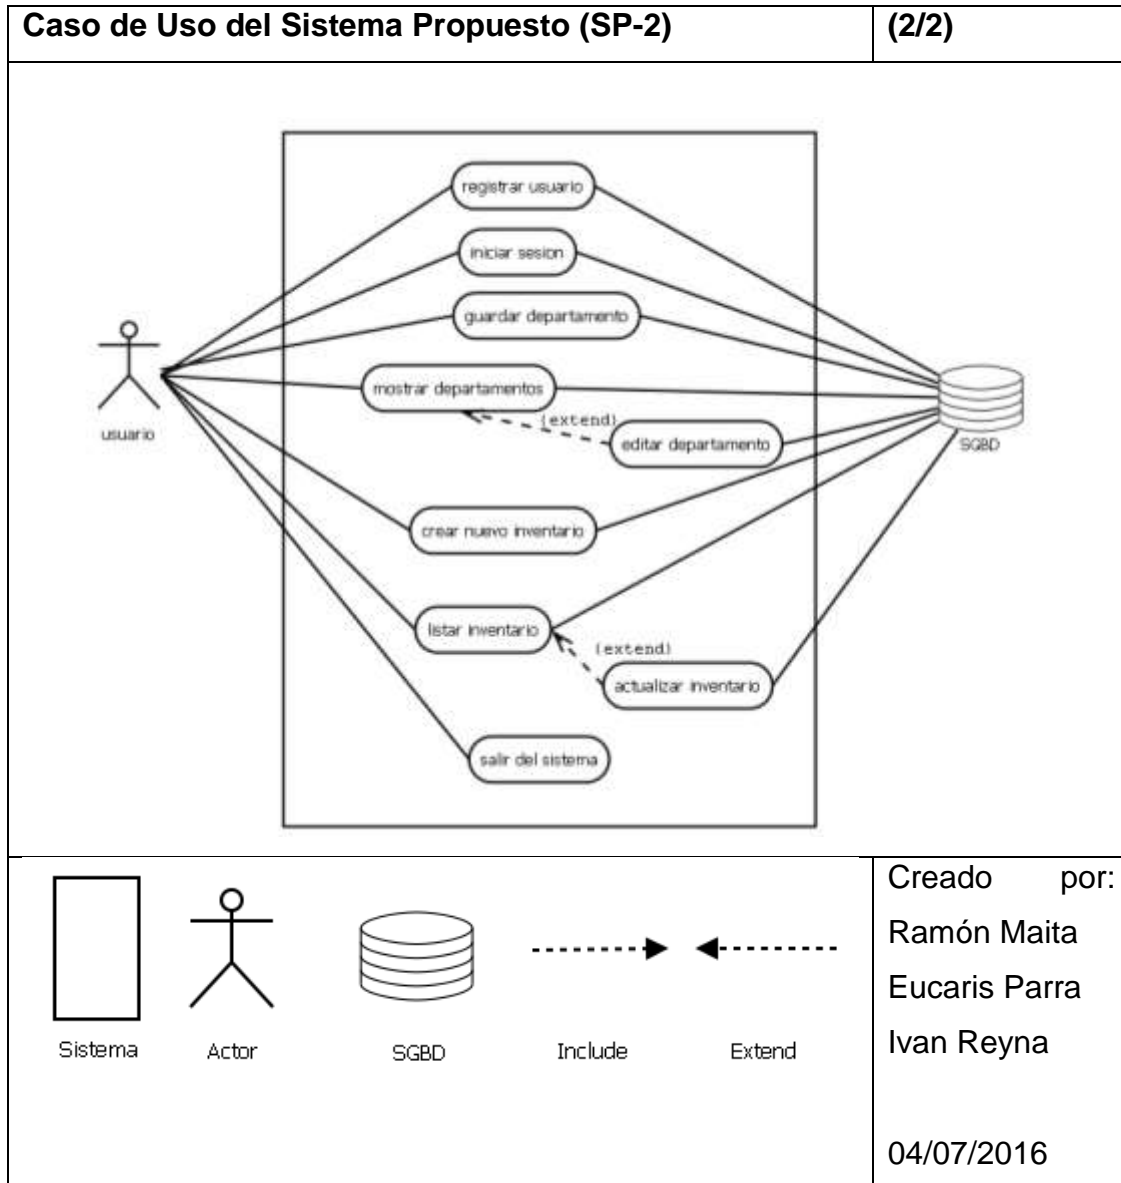 Caso de Uso del Sistema Propuesto (SP-2)
(2/2)
registrar usuario
iniciar sesion
guardar departamento
mostrar departamentos
(extend)
editar departamento
usuario
SGBD
crear nuevo inventario
listar inventario
(extend)
actualizar inventario
salir del sistema
Sistema
Actor
SGBD
Include
Extend
Creado por:
Ramón Maita
Eucaris Parra
Ivan Reyna
04/07/2016